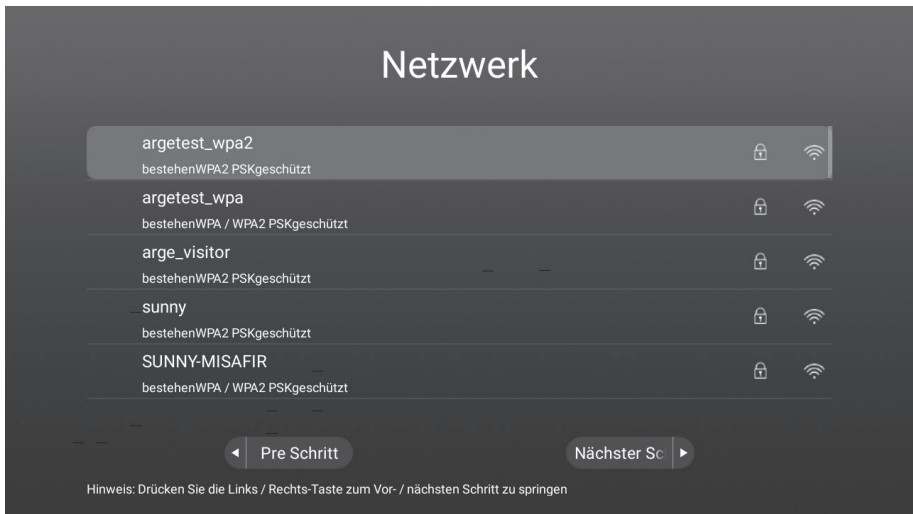 Netzwerk
argetest_wpa2
bestehenWPA2 PSKgeschützt
argetest_wpa
bestehenWPA / WPA2 PSKgeschützt
arge_visitor
bestehenWPA2 PSKgeschützt
sunny
bestehenWPA2 PSKgeschützt
SUNNY-MISAFIR
bestehenWPA / WPA2 PSKgeschützt
Pre Schritt
Nächster Sc
Hinweis: Drücken Sie die Links / Rechts-Taste zum Vor- / nächsten Schritt zu springen